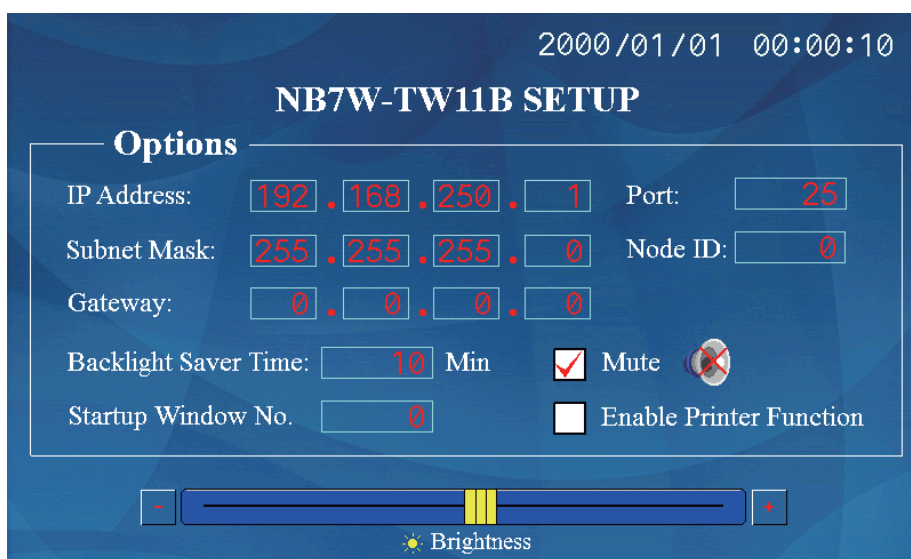 2000/01/01 00:00:10
NB7W-TW11B SETUP
Options
IP Address: 192 . 168 . 250 . 1 Port: 25
Subnet Mask: 255 . 255 . 255 . 0 Node ID: 0
Gateway: 0 . 0 . 0 . 0
Backlight Saver Time: 10 Min Mute
Startup Window No. 0 Enable Printer Function
- +
Brightness